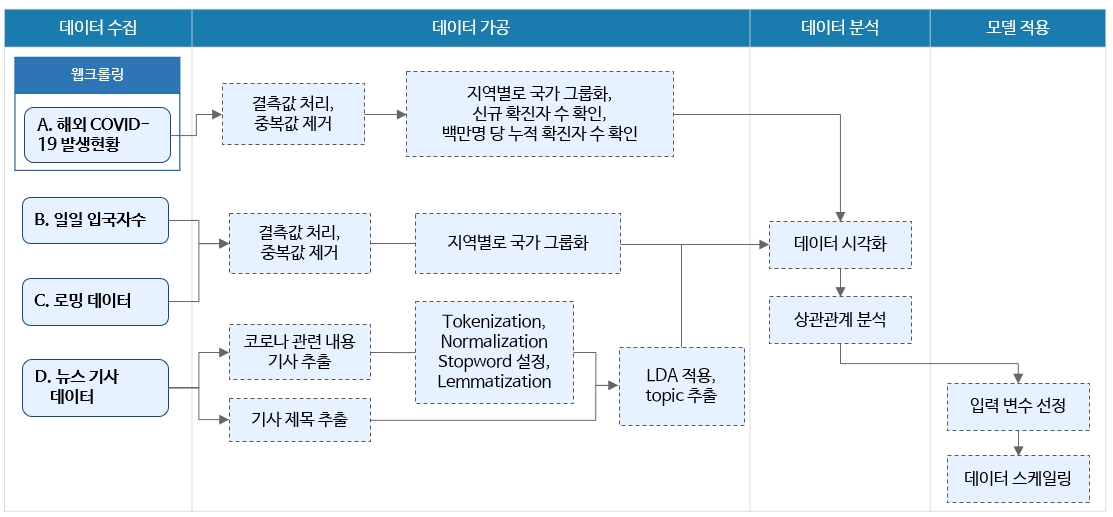 데이터 수집
데이터 가공
데이터 분석
모델 적용
웹크롤링
A. 해외 COVID-
19 발생현황
결측값 처리,
중복값 제거
지역별로 국가 그룹화,
신규 확진자 수 확인,
백만명 당 누적 확진자 수 확인
B. 일일 입국자수
C. 로밍 데이터
결측값 처리,
중복값 제거
지역별로 국가 그룹화
데이터 시각화
상관관계 분석
D. 뉴스 기사
데이터
코로나 관련 내용
기사 추출
기사 제목 추출
Tokenization,
Normalization
Stopword 설정,
Lemmatization
LDA 적용,
topic 추출
입력 변수 선정
데이터 스케일링